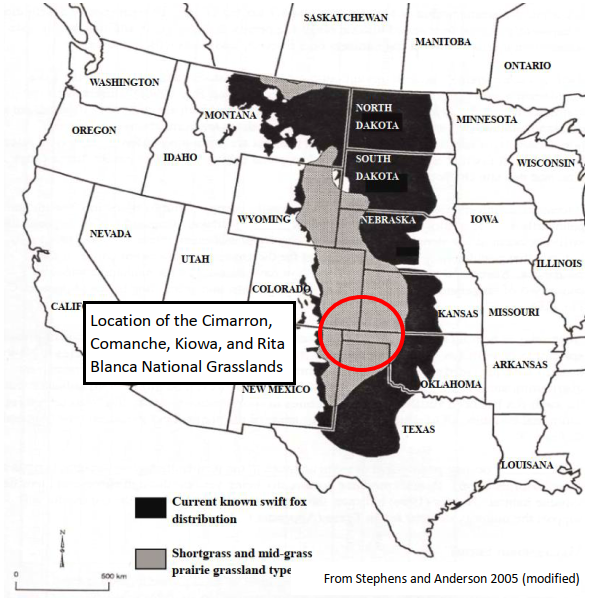 SASKATCHEWAN
MANITOBA
ONTARIO
WASHINGTON
MONTANA
NORTH
DAKOTA
MINNESOTA
OREGON
IDAHO
SOUTH
DAKOTA
WISCONSIN
WYOMING
NEBRASKA
IOWA
NEVADA
UTAH
ILLINOIS
COLORADO
CALIF
KANSAS
MISSOURI
Location of the Cimarron,
Comanche, Kiowa, and Rita
Blanca National Grasslands
ARKANSAS
OKLAHOMA
NEW MEXICO
TEXAS
LOUISANA
Current known swift fox
distribution
Shortgrass and mid-grass
prairie grassland type
N
0
500 km
From Stephens and Anderson 2005 (modified)